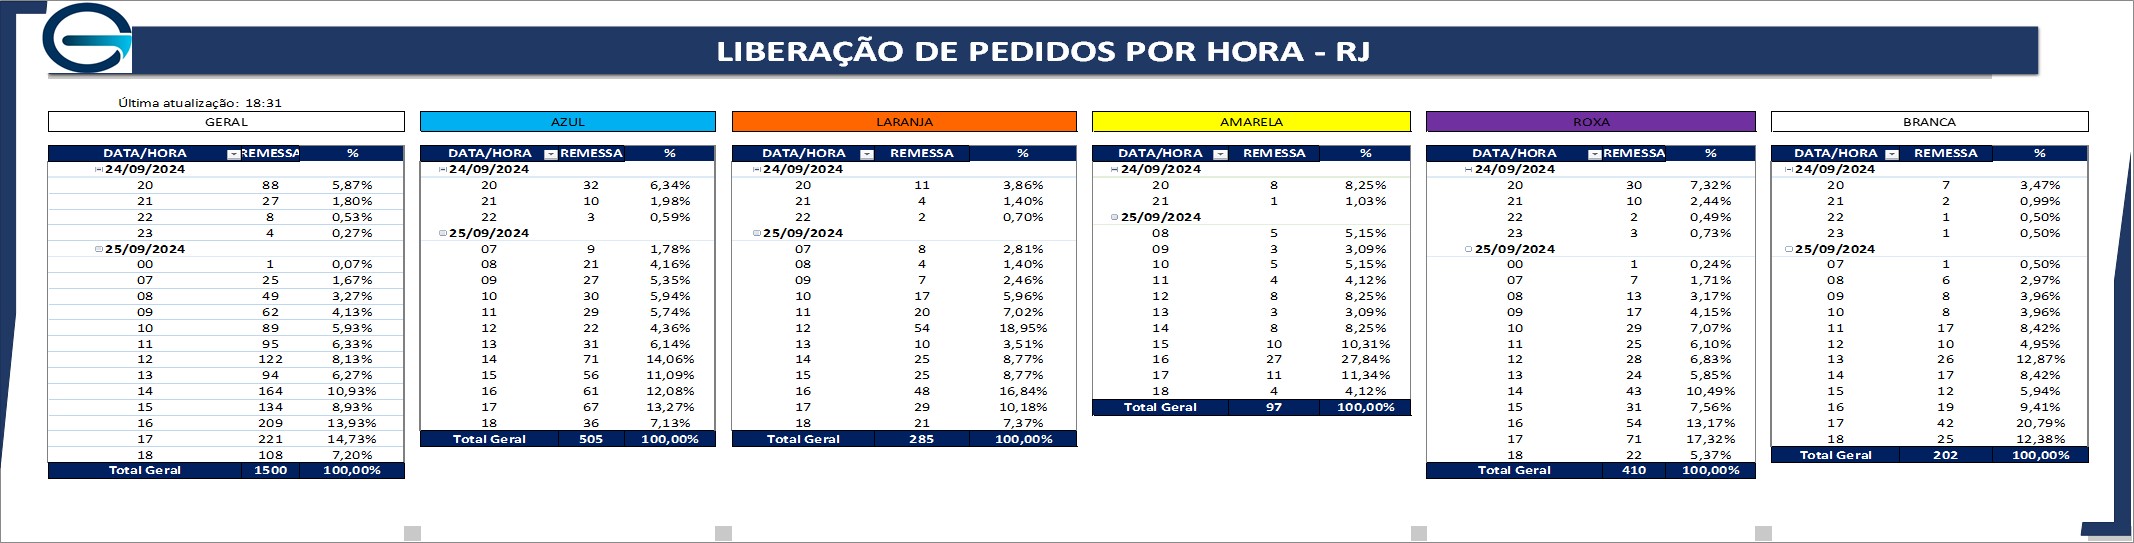 LIBERAÇÃO DE PEDIDOS POR HORA - RJ
Última atualização: 18:31
GERAL
DATA/HORA REMESSA %
24/09/2024
20 88 5,87%
21 27 1,80%
22 8 0,53%
23 4 0,27%
25/09/2024
00 1 0,07%
07 25 1,67%
08 49 3,27%
09 62 4,13%
10 89 5,93%
11 95 6,33%
12 122 8,13%
13 94 6,27%
14 164 10,93%
15 134 8,93%
16 209 13,93%
17 221 14,73%
18 108 7,20%
Total Geral 1500 100,00%
AZUL
DATA/HORA REMESSA %
24/09/2024
20 32 6,34%
21 10 1,98%
22 3 0,59%
25/09/2024
07 9 1,78%
08 21 4,16%
09 27 5,35%
10 30 5,94%
11 29 5,74%
12 22 4,36%
13 31 6,14%
14 71 14,06%
15 56 11,09%
16 61 12,08%
17 67 13,27%
18 36 7,13%
Total Geral 505 100,00%
LARANJA
DATA/HORA REMESSA %
24/09/2024
20 11 3,86%
21 4 1,40%
22 2 0,70%
25/09/2024
07 8 2,81%
08 4 1,40%
09 7 2,46%
10 17 5,96%
11 20 7,02%
12 54 18,95%
13 10 3,51%
14 25 8,77%
15 25 8,77%
16 48 16,84%
17 29 10,18%
18 21 7,37%
Total Geral 285 100,00%
AMARELA
DATA/HORA REMESSA %
24/09/2024
20 8 8,25%
21 1 1,03%
25/09/2024
08 5 5,15%
09 3 3,09%
10 5 5,15%
11 4 4,12%
12 8 8,25%
13 3 3,09%
14 8 8,25%
15 10 10,31%
16 27 27,84%
17 11 11,34%
18 4 4,12%
Total Geral 97 100,00%
ROXA
DATA/HORA REMESSA %
24/09/2024
20 30 7,32%
21 10 2,44%
22 2 0,49%
23 3 0,73%
25/09/2024
00 1 0,24%
07 7 1,71%
08 13 3,17%
09 17 4,15%
10 29 7,07%
11 25 6,10%
12 28 6,83%
13 24 5,85%
14 43 10,49%
15 31 7,56%
16 54 13,17%
17 71 17,32%
18 22 5,37%
Total Geral 410 100,00%
BRANCA
DATA/HORA REMESSA %
24/09/2024
20 7 3,47%
21 2 0,99%
22 1 0,50%
23 1 0,50%
25/09/2024
07 1 0,50%
08 6 2,97%
09 8 3,96%
10 8 3,96%
11 17 8,42%
12 10 4,95%
13 26 12,87%
14 17 8,42%
15 12 5,94%
16 19 9,41%
17 42 20,79%
18 25 12,38%
Total Geral 202 100,00%